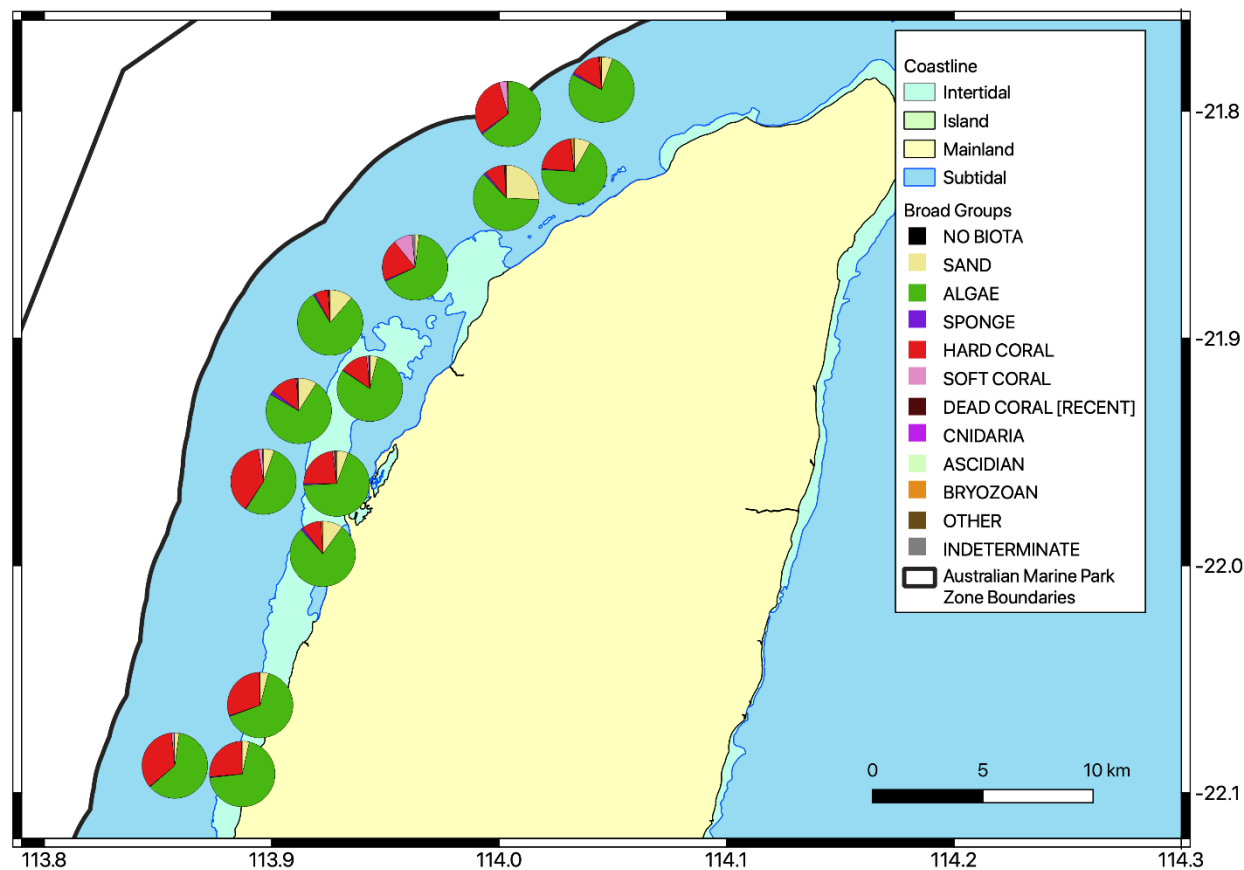 Coastline
Intertidal
Island
Mainland
Subtidal
Broad Groups
NO BIOTA
SAND
ALGAE
SPONGE
HARD CORAL
SOFT CORAL
DEAD CORAL [RECENT]
CNIDARIA
ASCIDIAN
BRYOZOAN
OTHER
INDETERMINATE
Australian Marine Park
Zone Boundaries
-21.8
-21.9
-22.0
-22.1
0 5 10 km
113.8 113.9 114.0 114.1 114.2 114.3